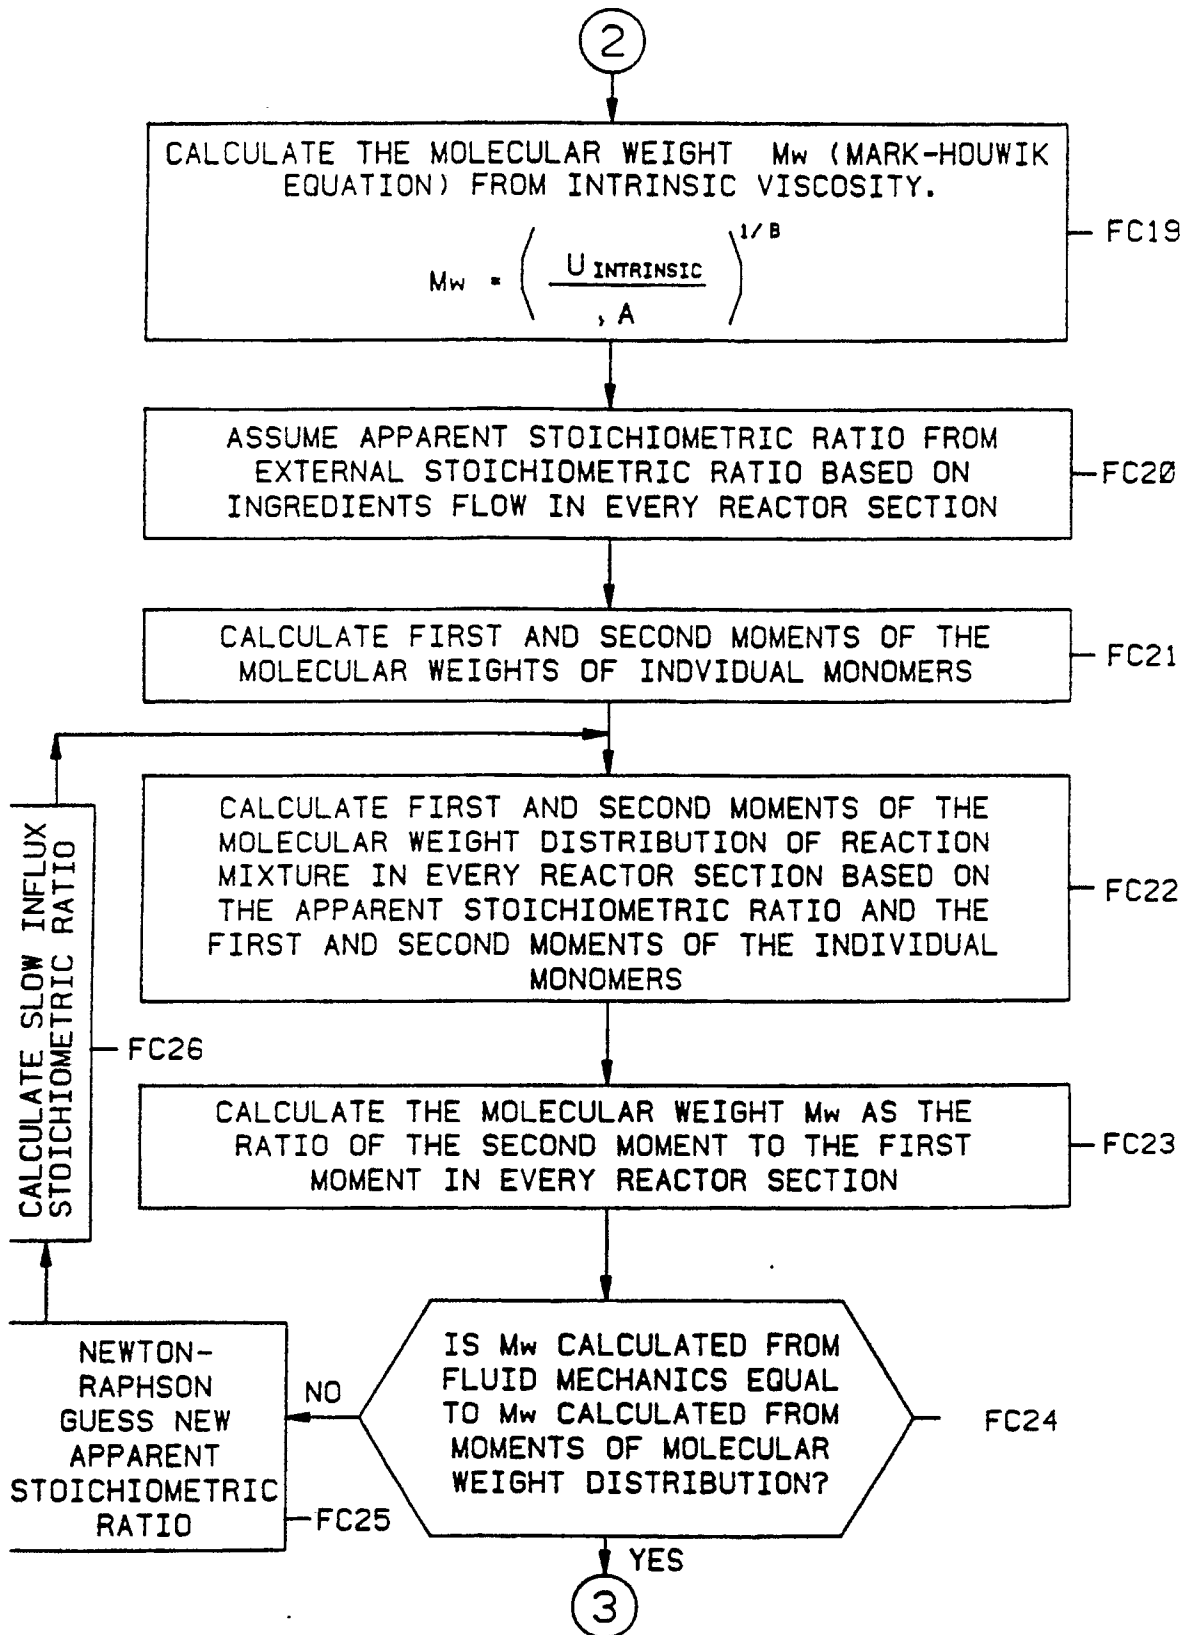 2
CALCULATE THE MOLECULAR WEIGHT Mw (MARK-HOUWIK
EQUATION) FROM INTRINSIC VISCOSITY.
Mw = ( U INTRINSIC / , A ) 1/B
FC19
ASSUME APPARENT STOICHIOMETRIC RATIO FROM
EXTERNAL STOICHIOMETRIC RATIO BASED ON
INGREDIENTS FLOW IN EVERY REACTOR SECTION
FC20
CALCULATE FIRST AND SECOND MOMENTS OF THE
MOLECULAR WEIGHTS OF INDVIDUAL MONOMERS
FC21
CALCULATE FIRST AND SECOND MOMENTS OF THE
MOLECULAR WEIGHT DISTRIBUTION OF REACTION
MIXTURE IN EVERY REACTOR SECTION BASED ON
THE APPARENT STOICHIOMETRIC RATIO AND THE
FIRST AND SECOND MOMENTS OF THE INDIVIDUAL
MONOMERS
FC22
CALCULATE THE MOLECULAR WEIGHT Mw AS THE
RATIO OF THE SECOND MOMENT TO THE FIRST
MOMENT IN EVERY REACTOR SECTION
FC23
IS Mw CALCULATED FROM
FLUID MECHANICS EQUAL
TO Mw CALCULATED FROM
MOMENTS OF MOLECULAR
WEIGHT DISTRIBUTION?
FC24
NO
NEWTON-
RAPHSON
GUESS NEW
APPARENT
STOICHIOMETRIC
RATIO
FC25
CALCULATE SLOW INFLUX
STOICHIOMETRIC RATIO
FC26
YES
3